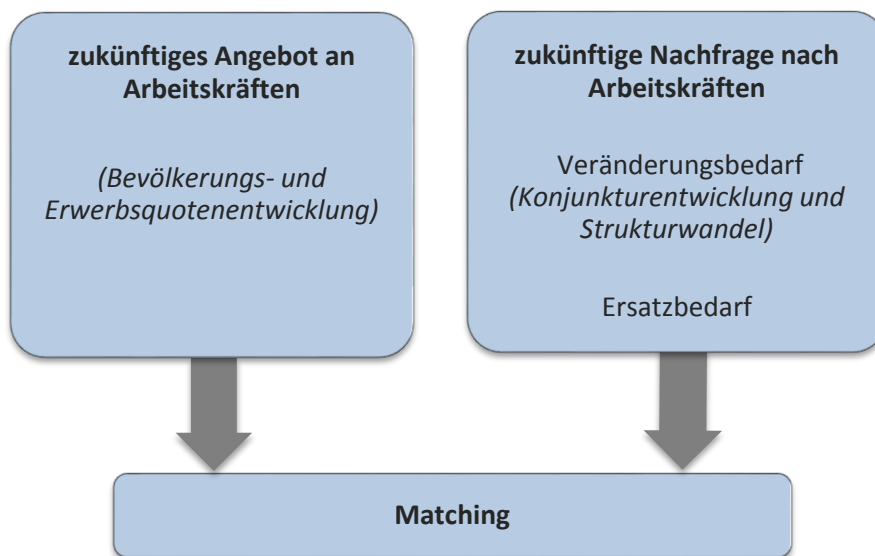 zukünftiges Angebot an
Arbeitskräften
(Bevölkerungs- und
Erwerbsquotenentwicklung)
zukünftige Nachfrage nach
Arbeitskräften
Veränderungsbedarf
(Konjunkturentwicklung und
Strukturwandel)
Ersatzbedarf
Matching